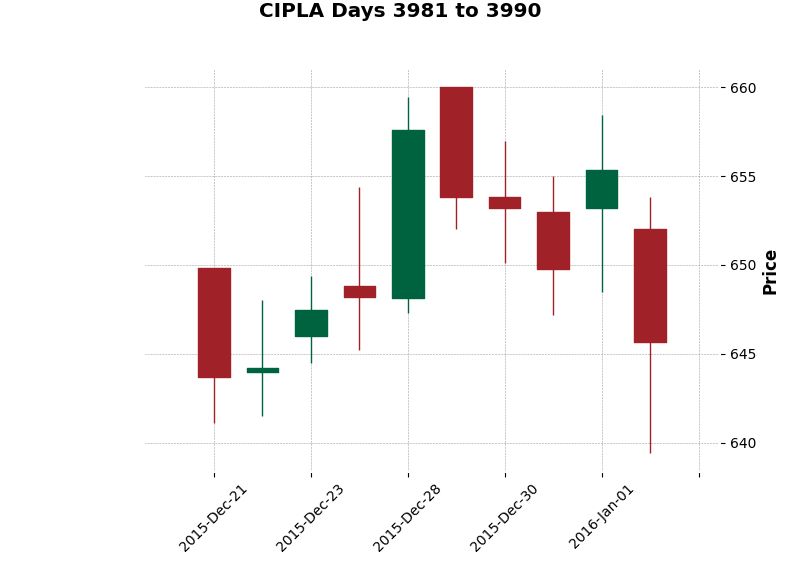 CIPLA Days 3981 to 3990
660
655
650
645
640
Price
2015-Dec-21
2015-Dec-23
2015-Dec-28
2015-Dec-30
2016-Jan-01